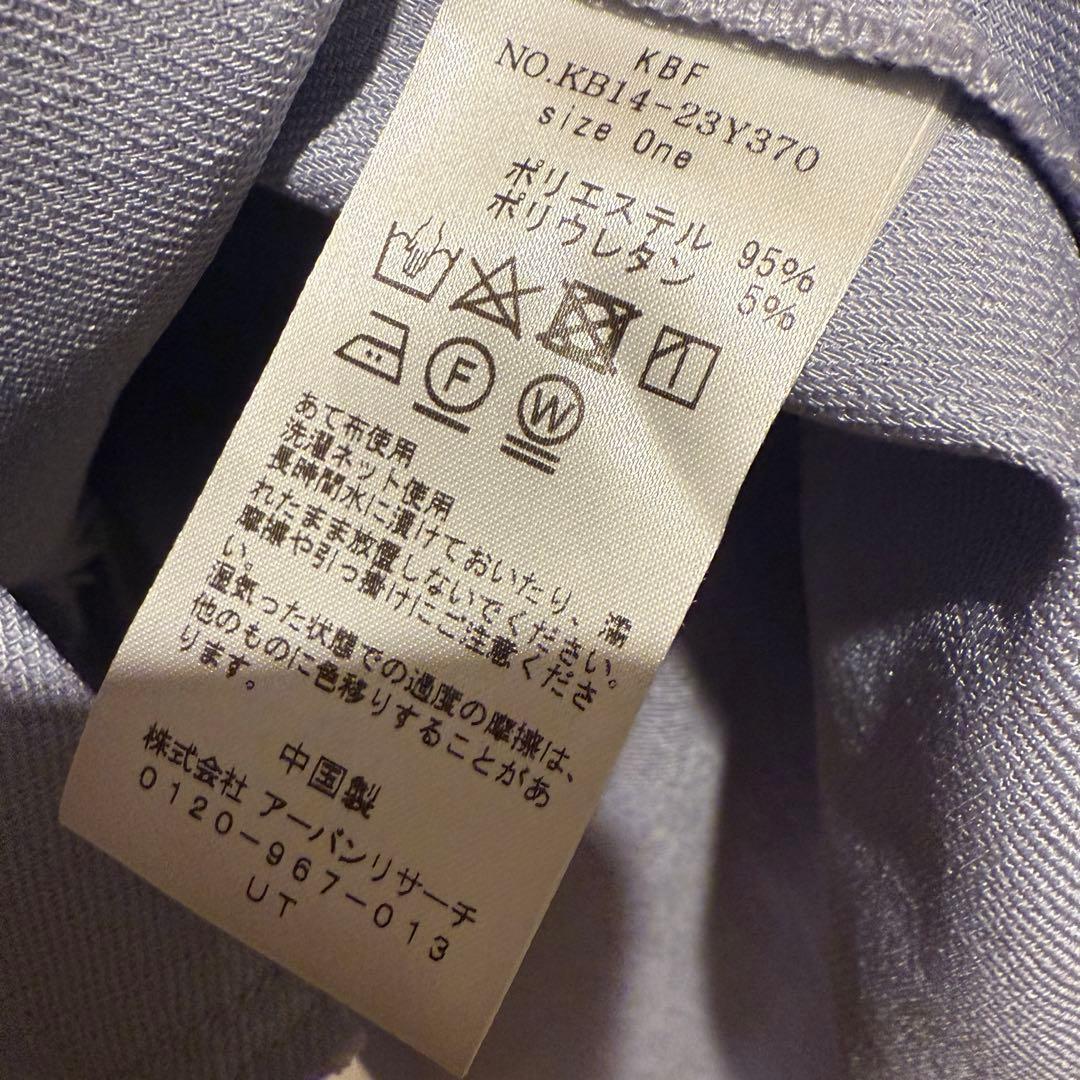 KBF
NO.KB14-23Y370
size One
ポリエステル 95%
ポリウレタン 5%
F W
あて布使用
洗濯ネット使用
長時間水に漬けておいたり、濡
れたまま放置しないでください。
摩擦や引っ掛けにご注意くださ
い。
湿気った状態での過度の摩擦は、
他のものに色移りすることがあ
ります。
中国製
株式会社 アーバンリサーチ
0120-967-013
UT